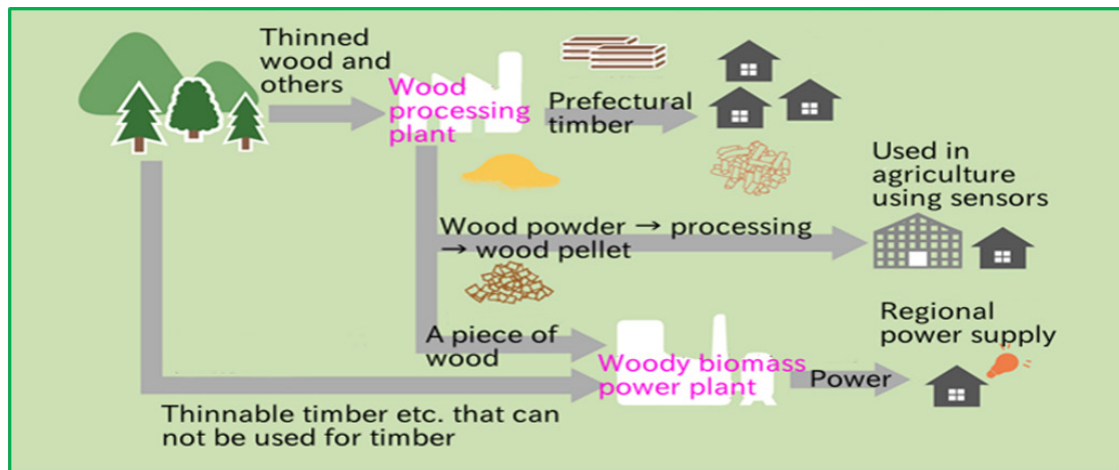 Thinned
wood and
others
Wood
processing
plant
Prefectural
timber
Used in
agriculture
using sensors
Wood powder → processing
→ wood pellet
A piece of
wood
Woody biomass
power plant
Power
Regional
power supply
Thinnable timber etc. that can
not be used for timber